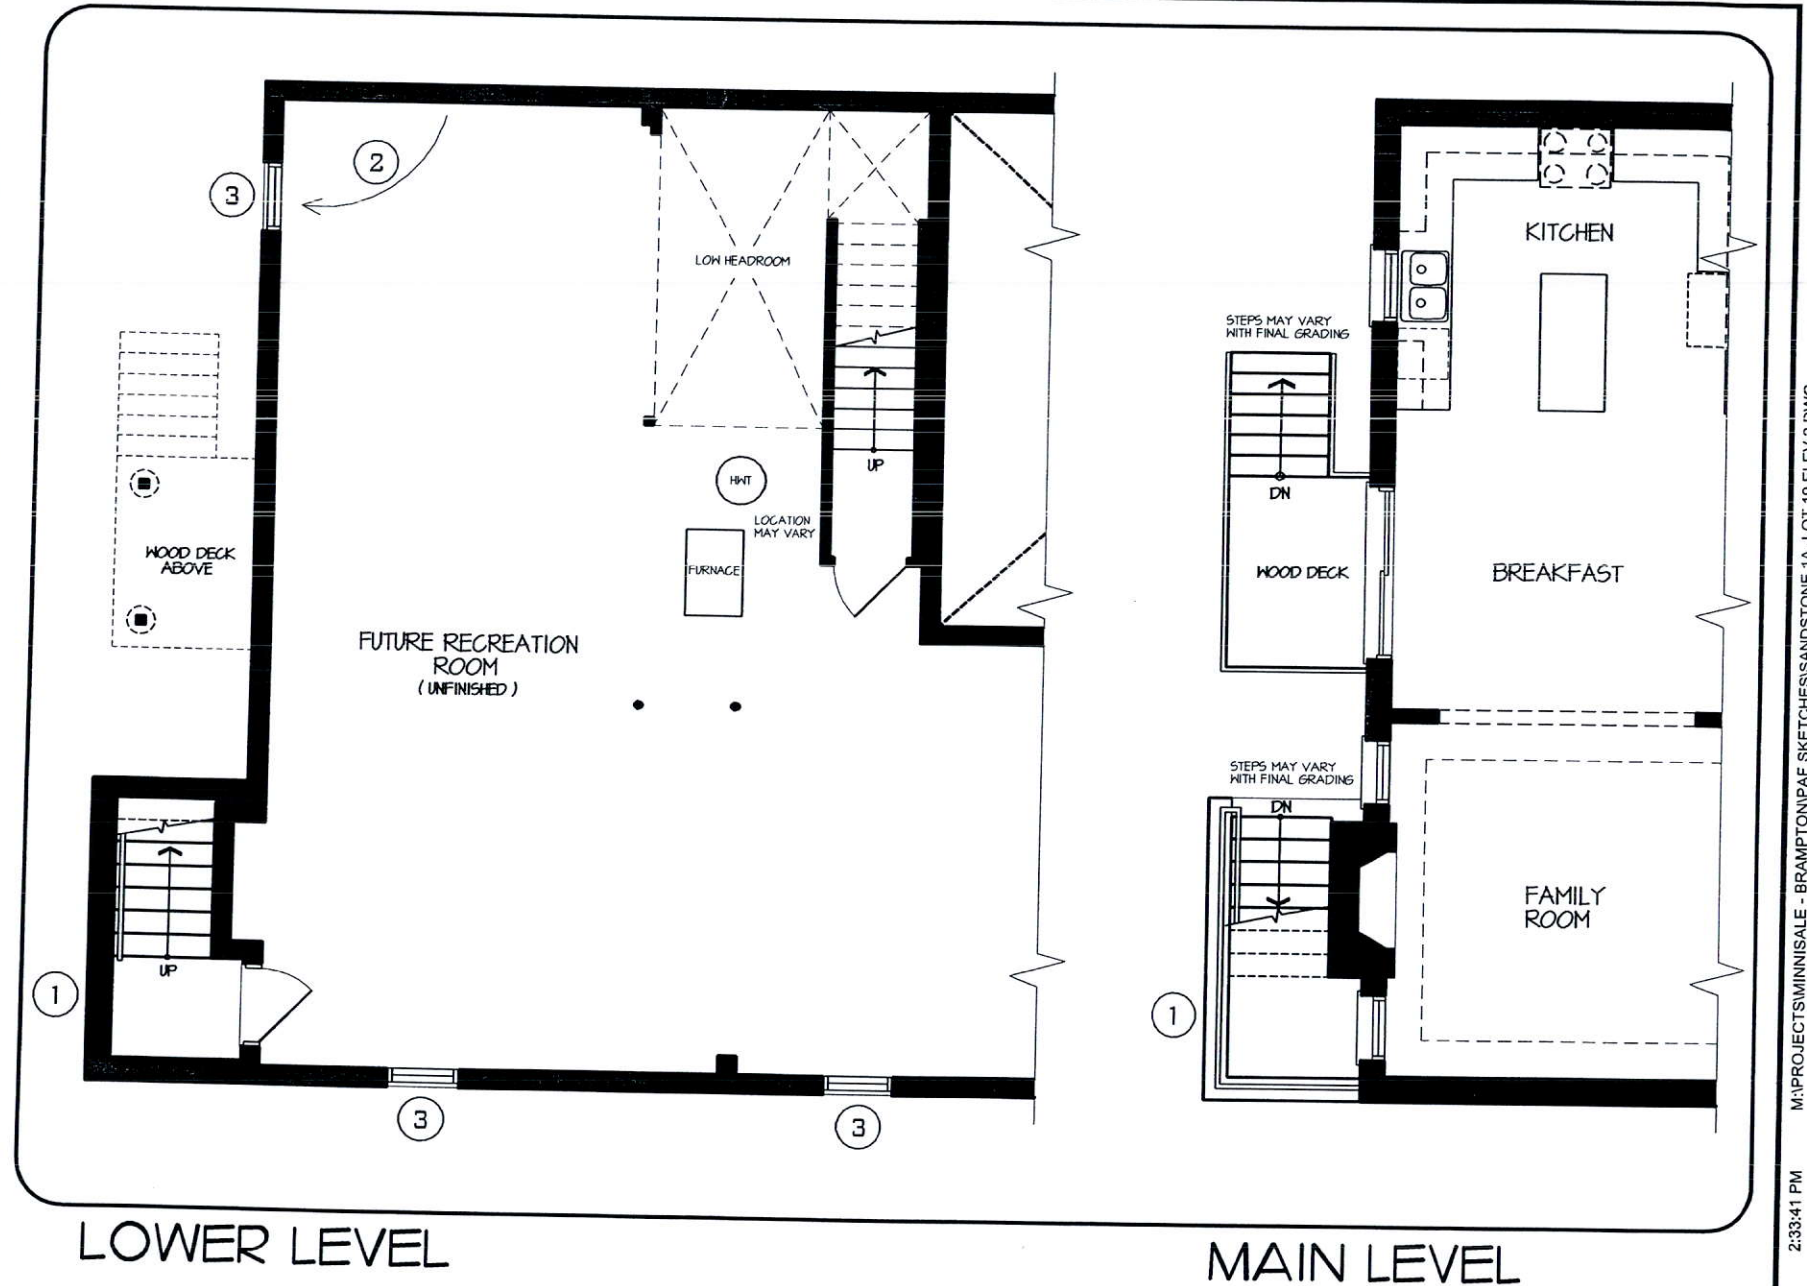 2
3
LOW HEADROOM
UP
HWT
LOCATION
MAY VARY
FURNACE
WOOD DECK
ABOVE
FUTURE RECREATION
ROOM
( UNFINISHED )
UP
1
3
3
LOWER LEVEL
KITCHEN
STEPS MAY VARY
WITH FINAL GRADING
DN
WOOD DECK
BREAKFAST
STEPS MAY VARY
WITH FINAL GRADING
DN
FAMILY
ROOM
1
MAIN LEVEL
2:33:41 PM M:\PROJECTS\MINNISALE - BRAMPTON\PAF SKETCHES\SANDSTONE 1A, LOT